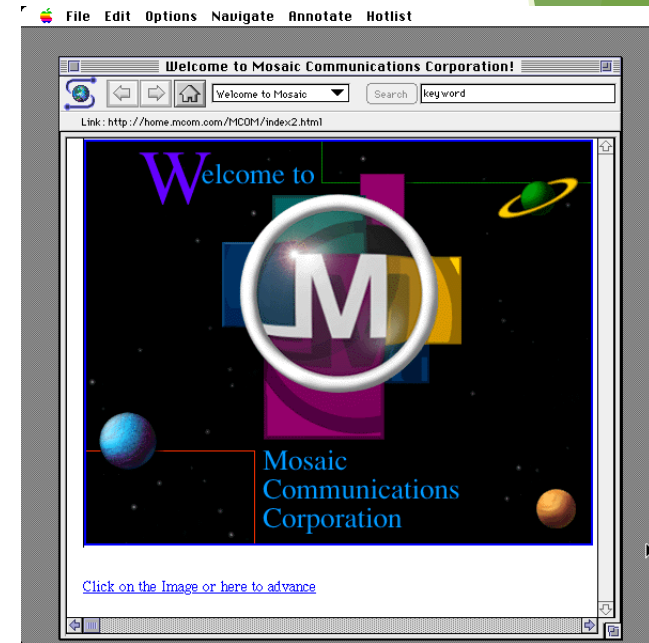 File Edit Options Navigate Annotate Hotlist
Welcome to Mosaic Communications Corporation!
Welcome to Mosaic Search keyword
Link: http://home.mcom.com/MCOM/index2.html
Welcome to
M
Mosaic
Communications
Corporation
Click on the Image or here to advance